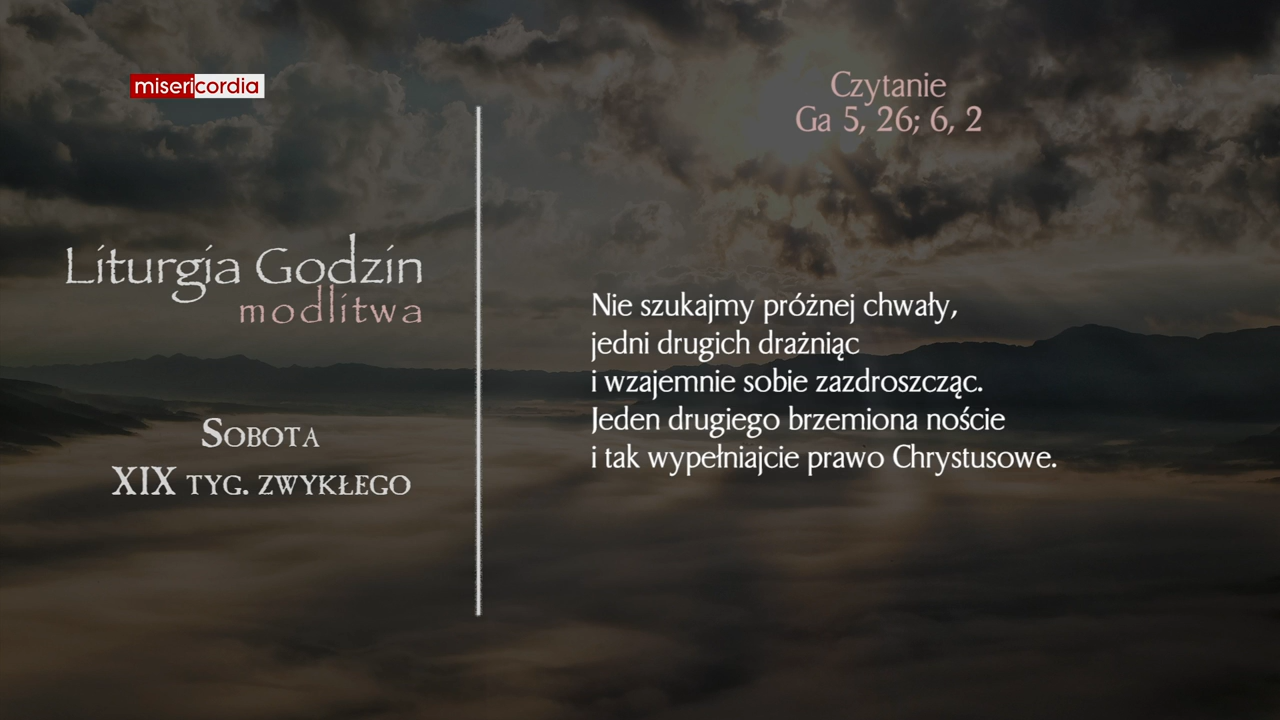 misericordia
Liturgia Godzin
modlitwa
Sobota
XIX tyg. zwykłego
Czytanie
Ga 5, 26; 6, 2
Nie szukajmy próżnej chwały,
jedni drugich drażniąc
i wzajemnie sobie zazdroszcząc.
Jeden drugiego brzemiona noście
i tak wypełniajcie prawo Chrystusowe.